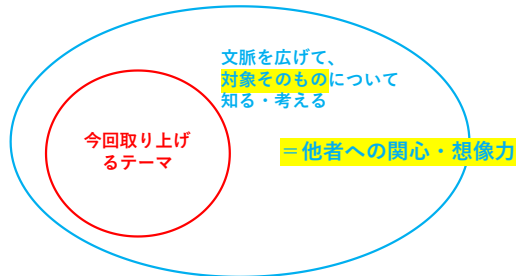 文脈を広げて、
対象そのものについて
知る・考える
今回取り上げ
るテーマ
＝他者への関心・想像力